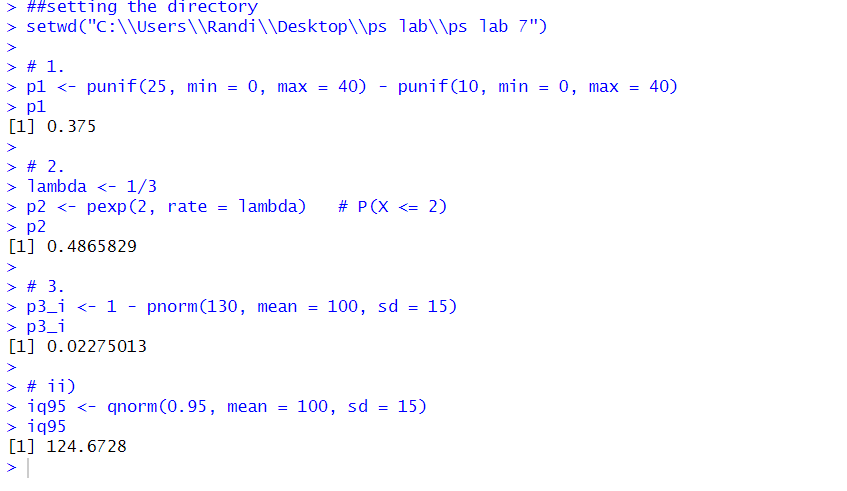 > ##setting the directory
> setwd("C:\\Users\\Randi\\Desktop\\ps lab\\ps lab 7")
>
> # 1.
> p1 <- punif(25, min = 0, max = 40) - punif(10, min = 0, max = 40)
> p1
[1] 0.375
>
> # 2.
> lambda <- 1/3
> p2 <- pexp(2, rate = lambda)   # P(X <= 2)
> p2
[1] 0.4865829
>
> # 3.
> p3_i <- 1 - pnorm(130, mean = 100, sd = 15)
> p3_i
[1] 0.02275013
>
> # ii)
> iq95 <- qnorm(0.95, mean = 100, sd = 15)
> iq95
[1] 124.6728
>